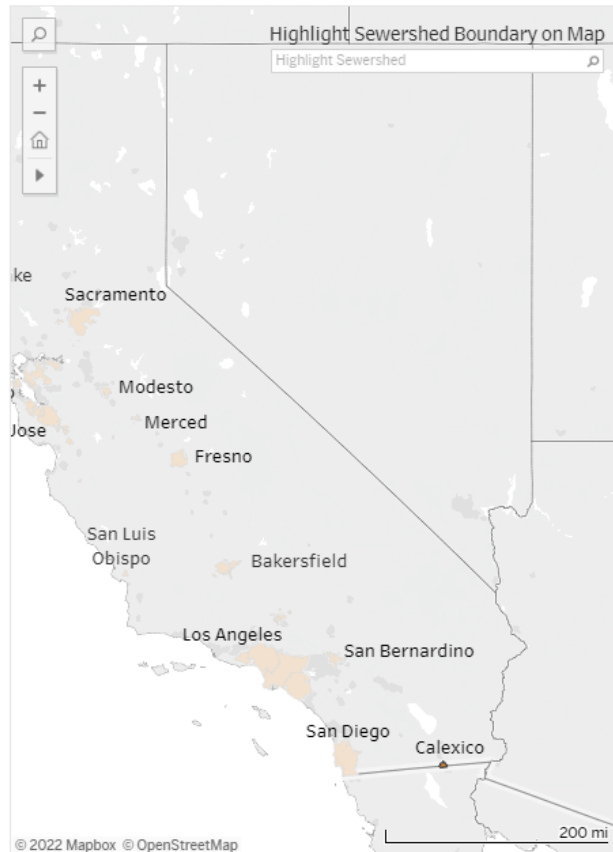 Highlight Sewershed Boundary on Map
Highlight Sewershed
+
−
ke
Sacramento
Modesto
Merced
Jose
Fresno
San Luis
Obispo
Bakersfield
Los Angeles
San Bernardino
San Diego
Calexico
200 mi
© 2022 Mapbox © OpenStreetMap